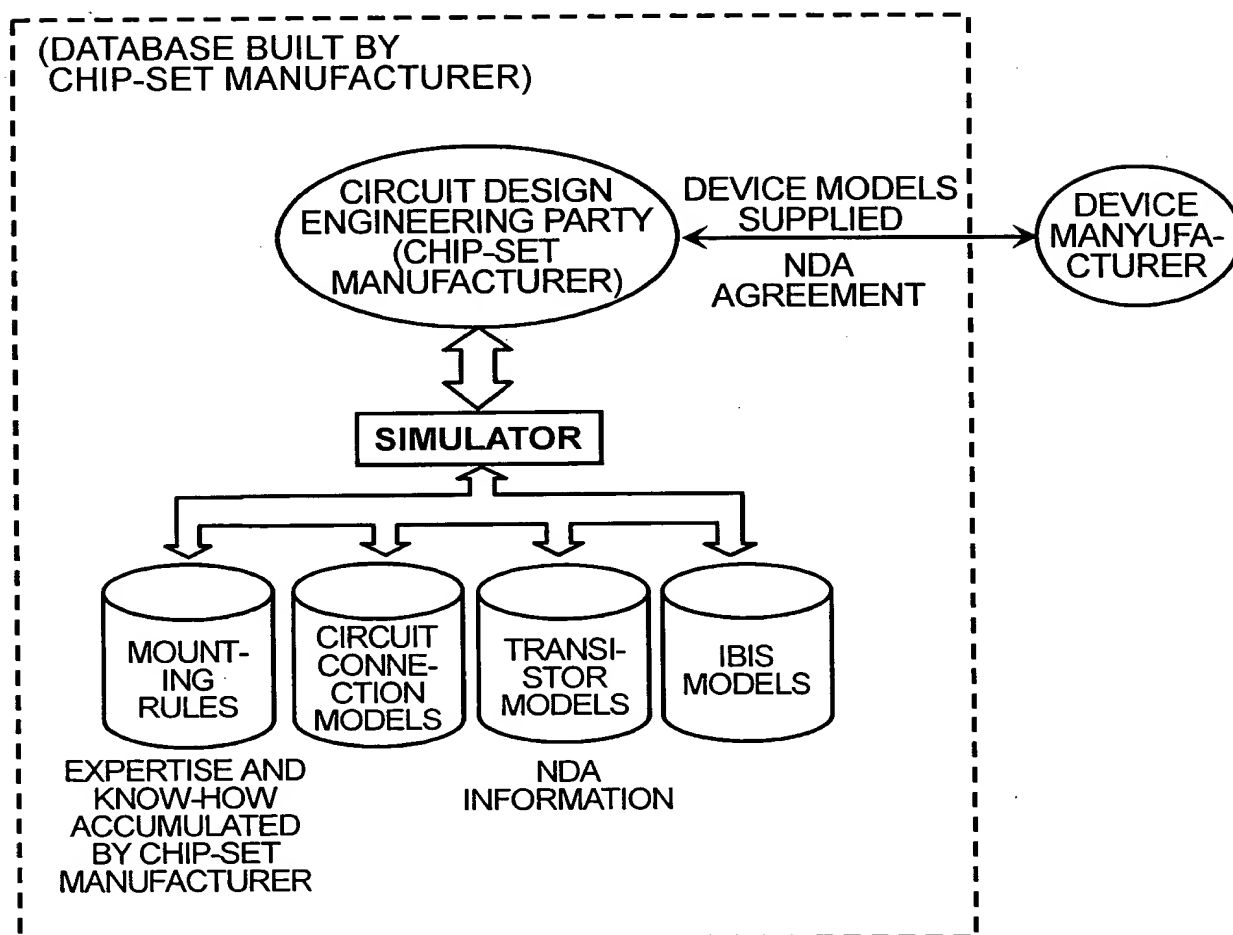 (DATABASE BUILT BY
CHIP-SET MANUFACTURER)
CIRCUIT DESIGN
ENGINEERING PARTY
(CHIP-SET
MANUFACTURER)
DEVICE MODELS
SUPPLIED
NDA
AGREEMENT
DEVICE
MANYUFA-
CTURER
SIMULATOR
MOUNT-
ING
RULES
CIRCUIT
CONNE-
CTION
MODELS
TRANSI-
STOR
MODELS
IBIS
MODELS
EXPERTISE AND
KNOW-HOW
ACCUMULATED
BY CHIP-SET
MANUFACTURER
NDA
INFORMATION